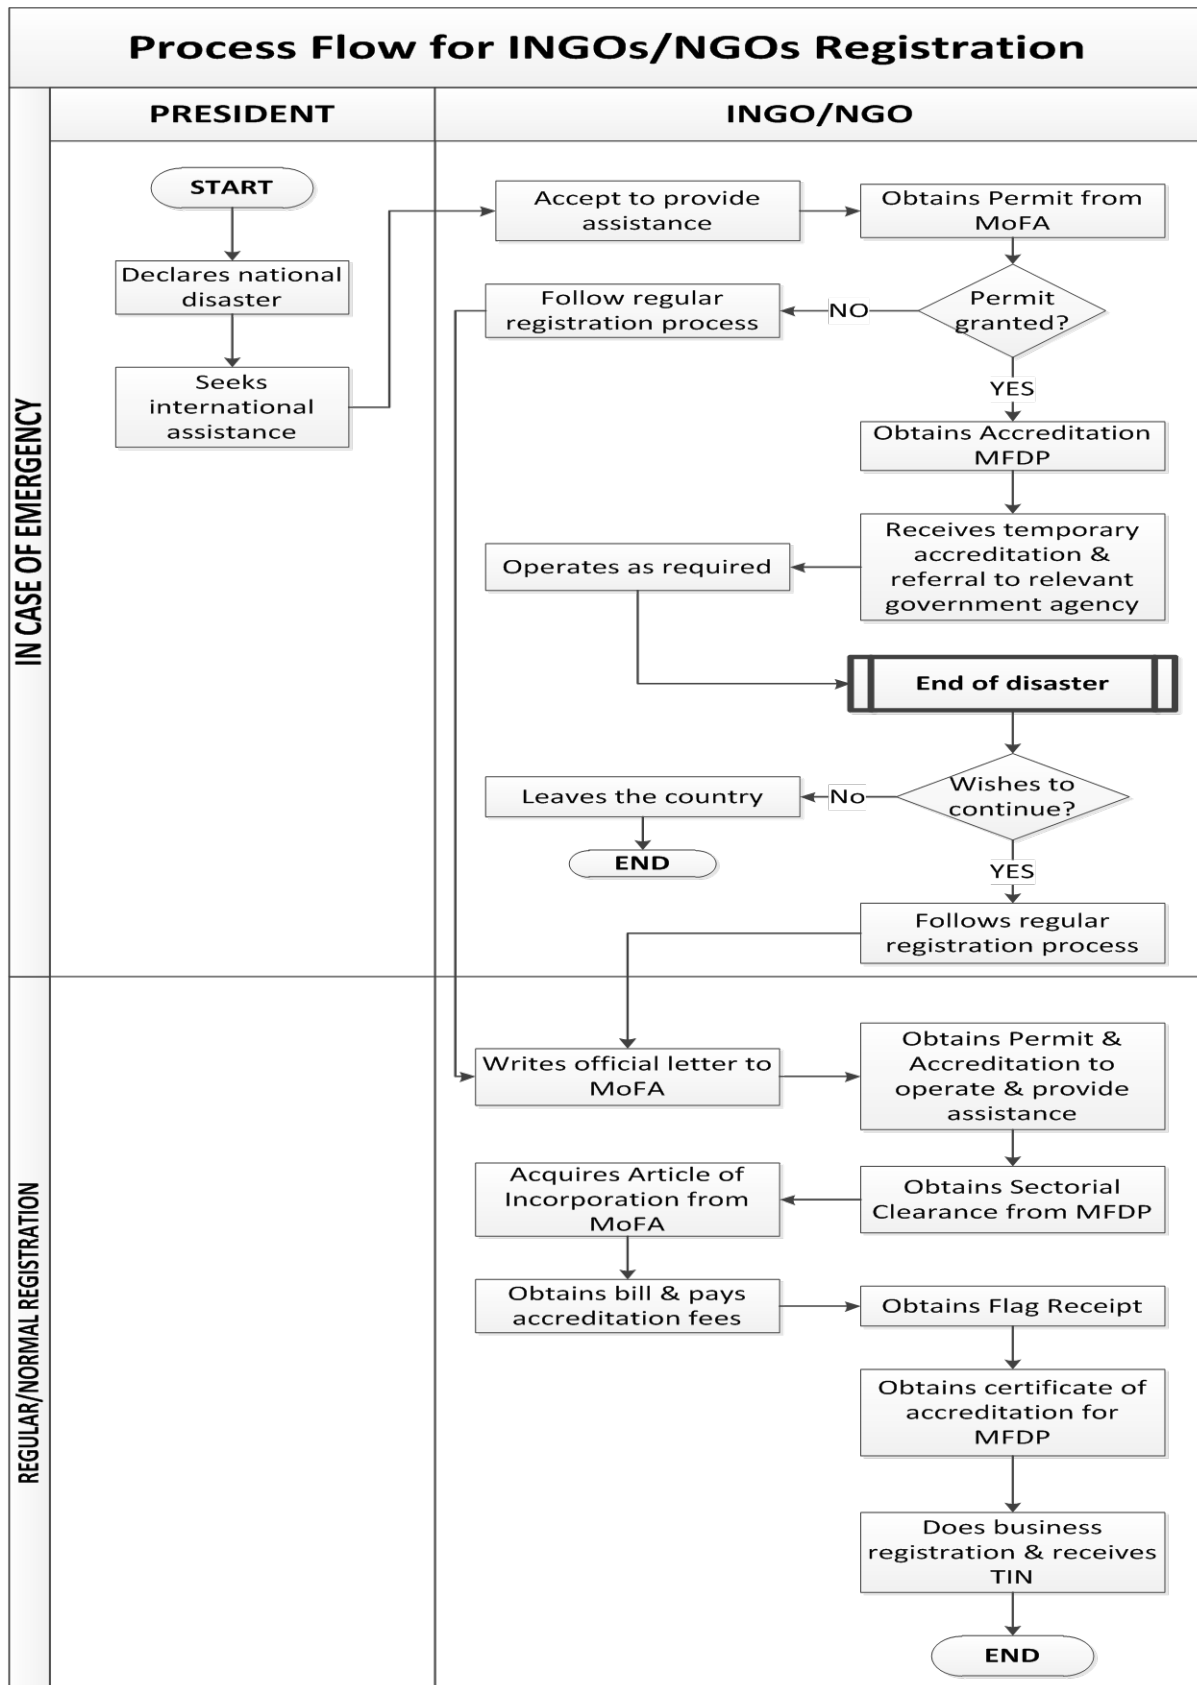 Process Flow for INGOs/NGOs Registration
PRESIDENT
INGO/NGO
IN CASE OF EMERGENCY
START
Declares national
disaster
Seeks
international
assistance
Accept to provide
assistance
Obtains Permit from
MoFA
Permit
granted?
NO
Follow regular
registration process
YES
Obtains Accreditation
MFDP
Receives temporary
accreditation &
referral to relevant
government agency
Operates as required
End of disaster
Wishes to
continue?
No
Leaves the country
END
YES
Follows regular
registration process
REGULAR/NORMAL REGISTRATION
Writes official letter to
MoFA
Obtains Permit &
Accreditation to
operate & provide
assistance
Obtains Sectorial
Clearance from MFDP
Acquires Article of
Incorporation from
MoFA
Obtains bill & pays
accreditation fees
Obtains Flag Receipt
Obtains certificate of
accreditation for
MFDP
Does business
registration & receives
TIN
END